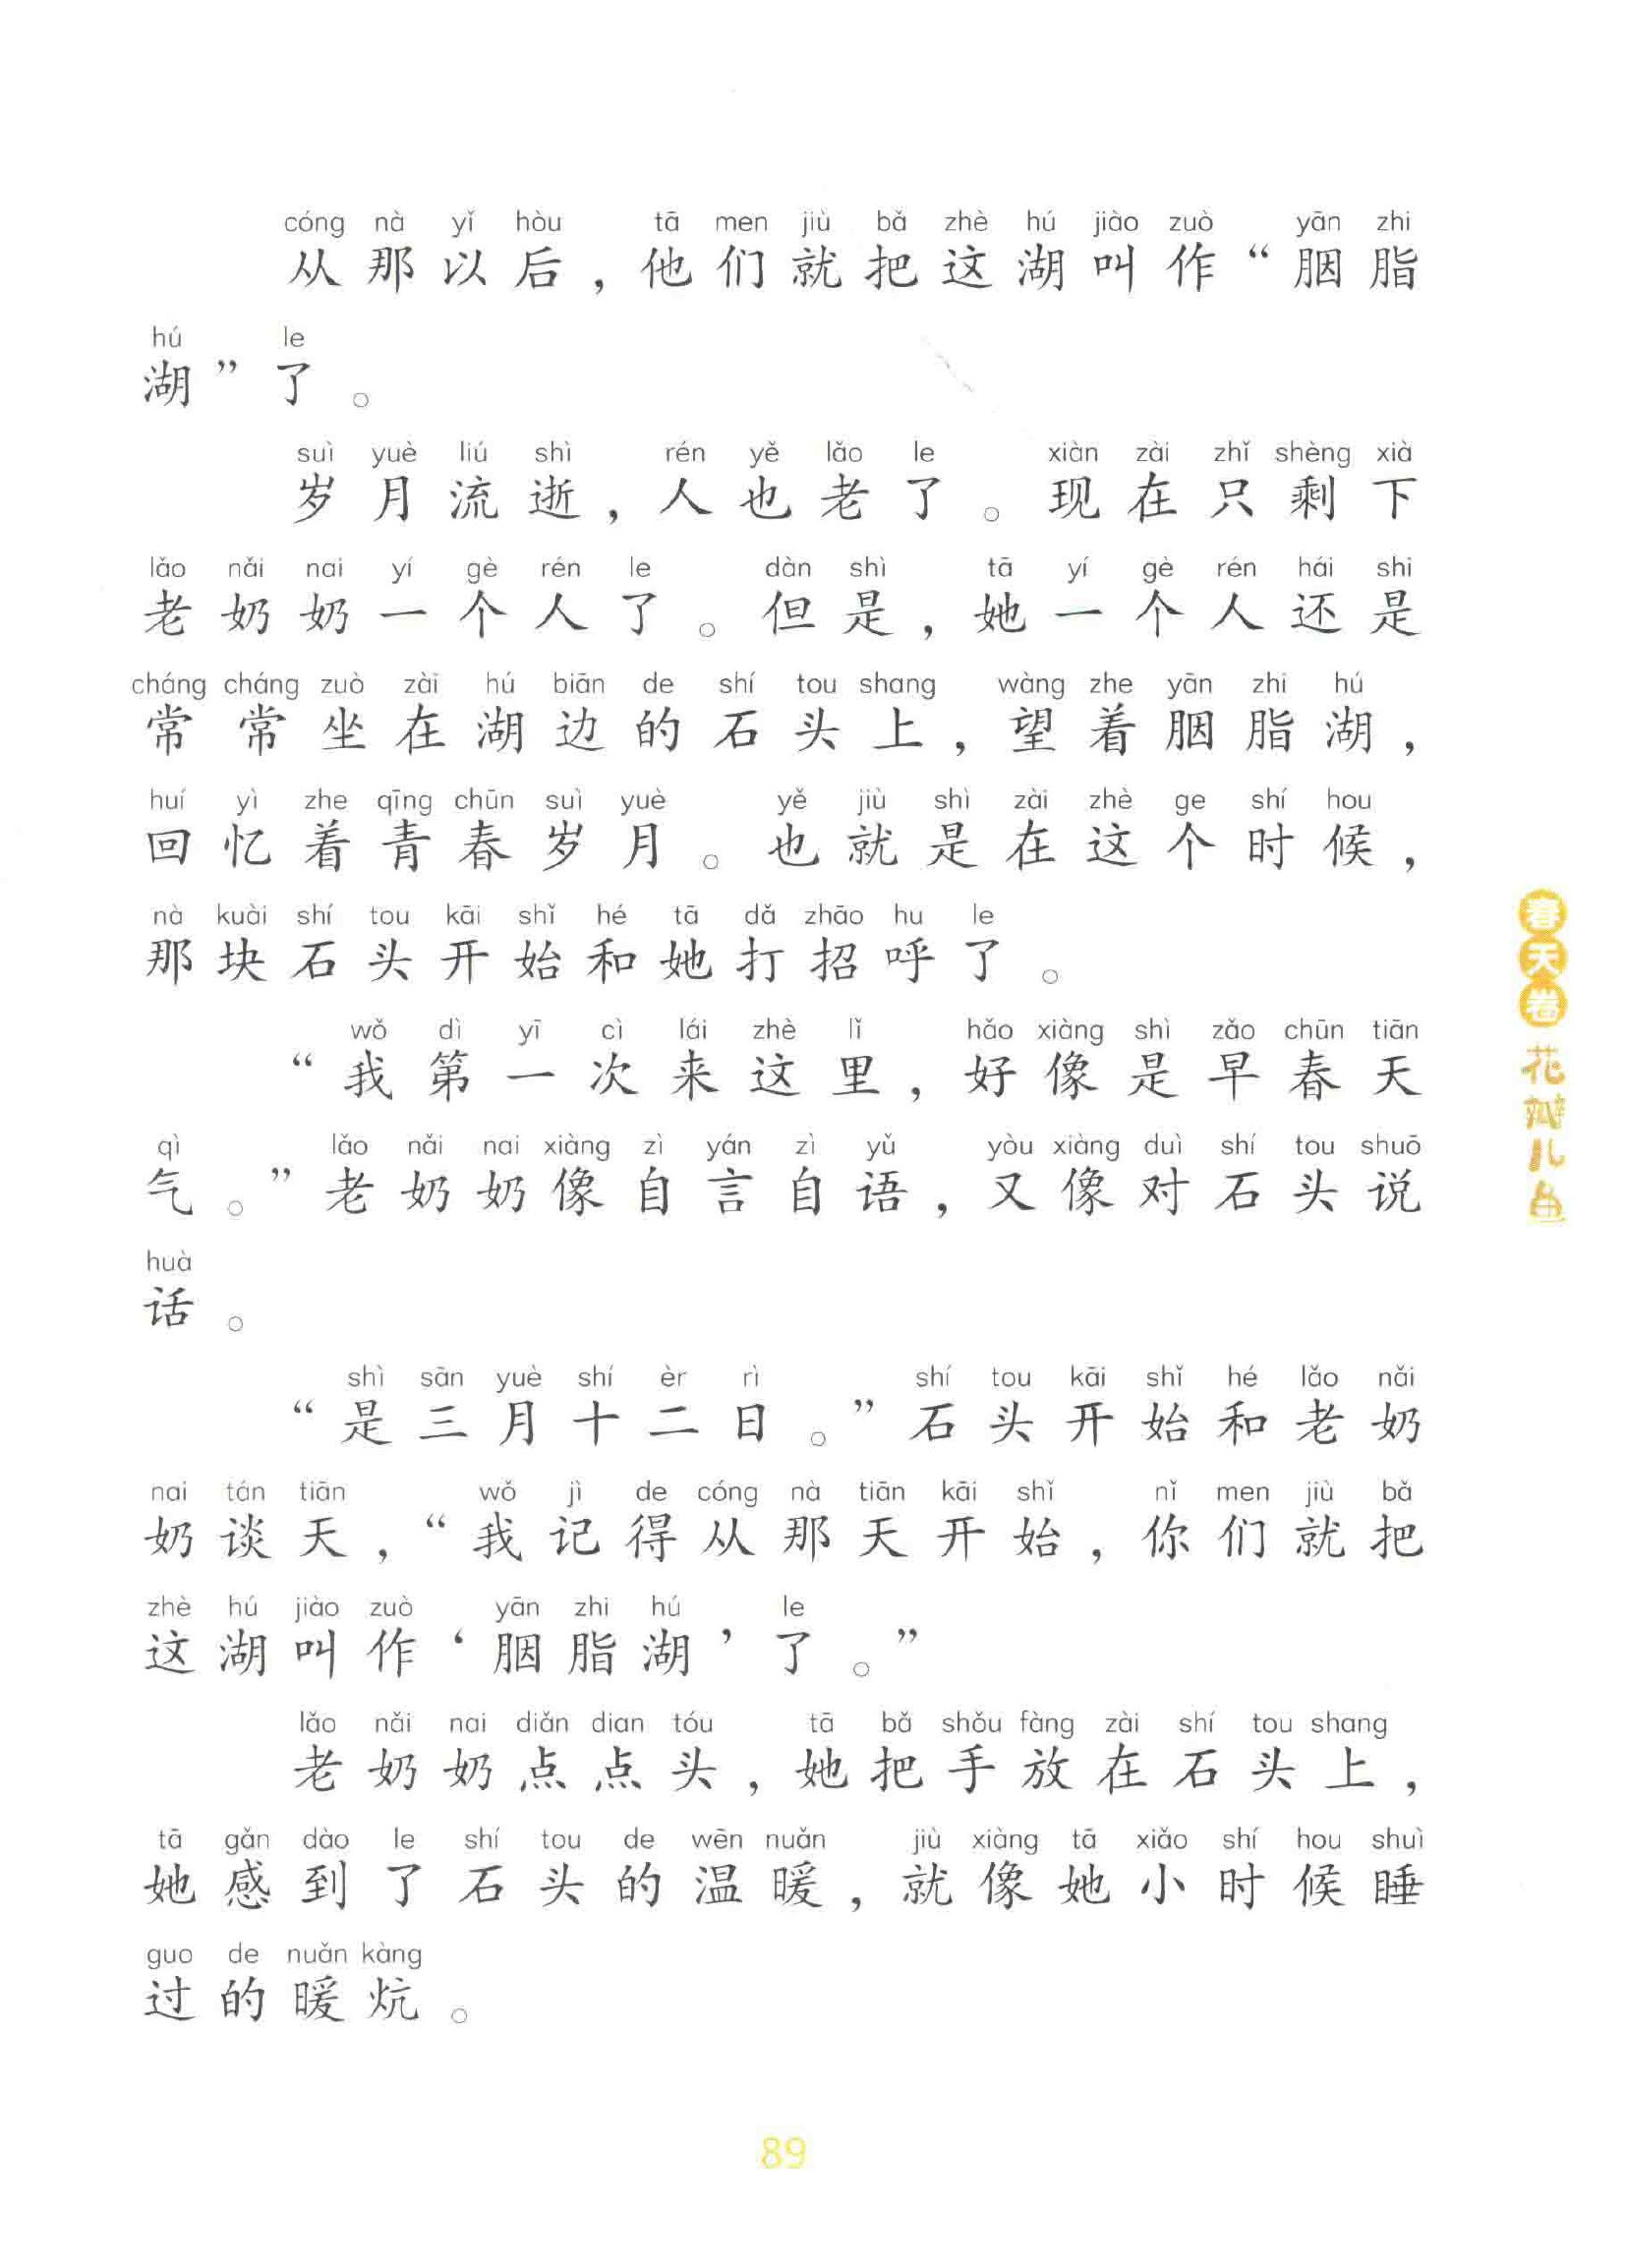 cóng nà yǐ hòu tā men jiù bǎ zhè hú jiào zuò yān zhi
从那以后，他们就把这湖叫作“胭脂
hú le
湖”了。
suì yuè liú shì rén yě lǎo le xiàn zài zhǐ shèng xià
岁月流逝，人也老了。现在只剩下
lǎo nǎi nai yí gè rén le dàn shì tā yí gè rén hái shi
老奶奶一个人了。但是，她一个人还是
cháng cháng zuò zài hú biān de shí tou shang wàng zhe yān zhi hú
常常坐在湖边的石头上，望着胭脂湖，
huí yì zhe qīng chūn suì yuè yě jiù shì zài zhè ge shí hou
回忆着青春岁月。也就是在这个时候，
nà kuài shí tou kāi shǐ hé tā dǎ zhāo hu le
那块石头开始和她打招呼了。
wǒ dì yī cì lái zhè lǐ hǎo xiàng shì zǎo chūn tiān
“我第一次来这里，好像是早春天
qì lǎo nǎi nai xiàng zì yán zì yǔ yòu xiàng duì shí tou shuō
气。”老奶奶像自言自语，又像对石头说
huà
话。
shì sān yuè shí èr rì shí tou kāi shǐ hé lǎo nǎi
“是三月十二日。”石头开始和老奶
nai tán tiān wǒ jì de cóng nà tiān kāi shǐ nǐ men jiù bǎ
奶谈天，“我记得从那天开始，你们就把
zhè hú jiào zuò yān zhi hú le
这湖叫作‘胭脂湖’了。”
lǎo nǎi nai diǎn dian tóu tā bǎ shǒu fàng zài shí tou shang
老奶奶点点头，她把手放在石头上，
tā gǎn dào le shí tou de wēn nuǎn jiù xiàng tā xiǎo shí hou shuì
她感到了石头的温暖，就像她小时候睡
guo de nuǎn kàng
过的暖炕。
春天卷 花瓣儿鱼
89